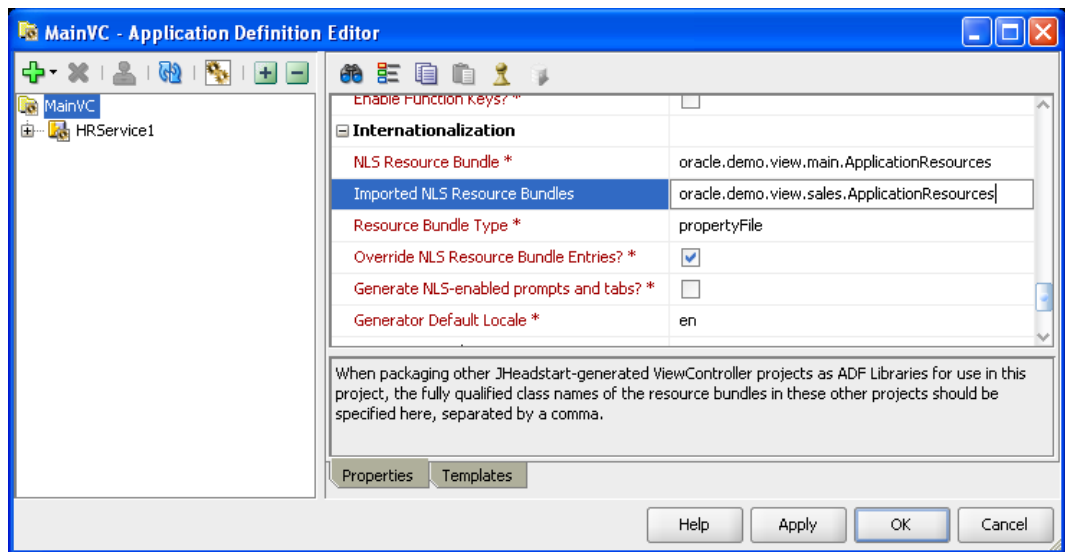 MainVC - Application Definition Editor
MainVC
HRService1
Enable Function Keys? *
Internationalization
NLS Resource Bundle * oracle.demo.view.main.ApplicationResources
Imported NLS Resource Bundles oracle.demo.view.sales.ApplicationResources
Resource Bundle Type * propertyFile
Override NLS Resource Bundle Entries? *
Generate NLS-enabled prompts and tabs? *
Generator Default Locale * en
When packaging other JHeadstart-generated ViewController projects as ADF Libraries for use in this
project, the fully qualified class names of the resource bundles in these other projects should be
specified here, separated by a comma.
Properties Templates
Help Apply OK Cancel